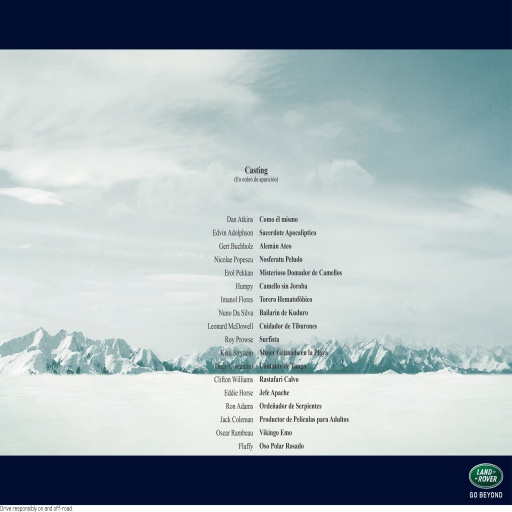 Casting
(En orden de aparición)
Dan Atkins Como él mismo
Edvin Adolphson Sacerdote Apocalíptico
Gert Buchholz Alemán Ateo
Nicolae Popescu Nosferatu Peludo
Erol Pekkan Misterioso Domador de Camellos
Humpy Camello sin Joroba
Imanol Flores Torero Hematofóbico
Nuno Da Silva Bailarín de Kuduro
Leonard McDowell Cuidador de Tiburones
Roy Prowse Surfista
Mujer Gritando en la Playa
Cantante de Tango
Clifton Williams Rastafari Calvo
Eddie Horse Jefe Apache
Ron Adams Ordeñador de Serpientes
Jack Coleman Productor de Películas para Adultos
Oscar Rambeau Vikingo Emo
Fluffy Oso Polar Rosado
LAND-
-ROVER
GO BEYOND
Drive responsibly on and off-road.